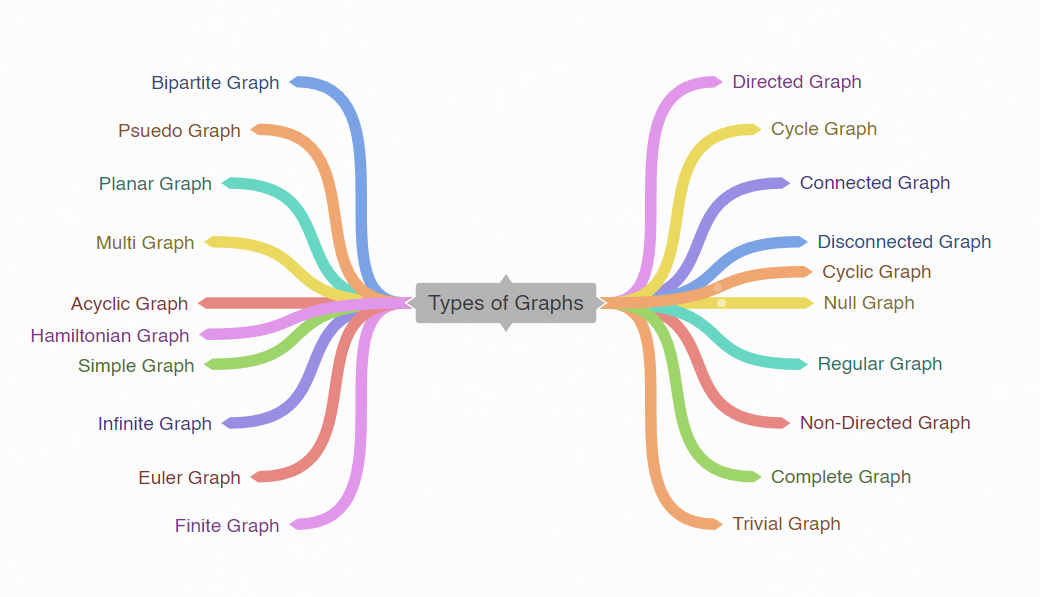 Types of Graphs
Bipartite Graph
Psuedo Graph
Planar Graph
Multi Graph
Acyclic Graph
Hamiltonian Graph
Simple Graph
Infinite Graph
Euler Graph
Finite Graph
Directed Graph
Cycle Graph
Connected Graph
Disconnected Graph
Cyclic Graph
Null Graph
Regular Graph
Non-Directed Graph
Complete Graph
Trivial Graph